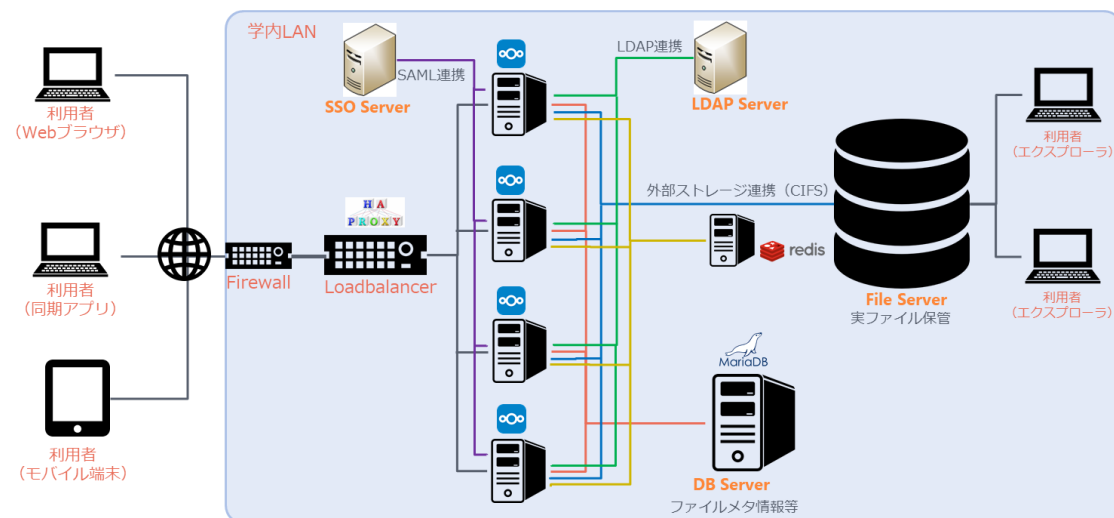 学内LAN
利用者
（Webブラウザ）
利用者
（同期アプリ）
利用者
（モバイル端末）
Firewall
HA
PROXY
Loadbalancer
SSO Server
SAML連携
LDAP連携
LDAP Server
外部ストレージ連携（CIFS）
redis
File Server
実ファイル保管
MariaDB
DB Server
ファイルメタ情報等
利用者
（エクスプローラ）
利用者
（エクスプローラ）